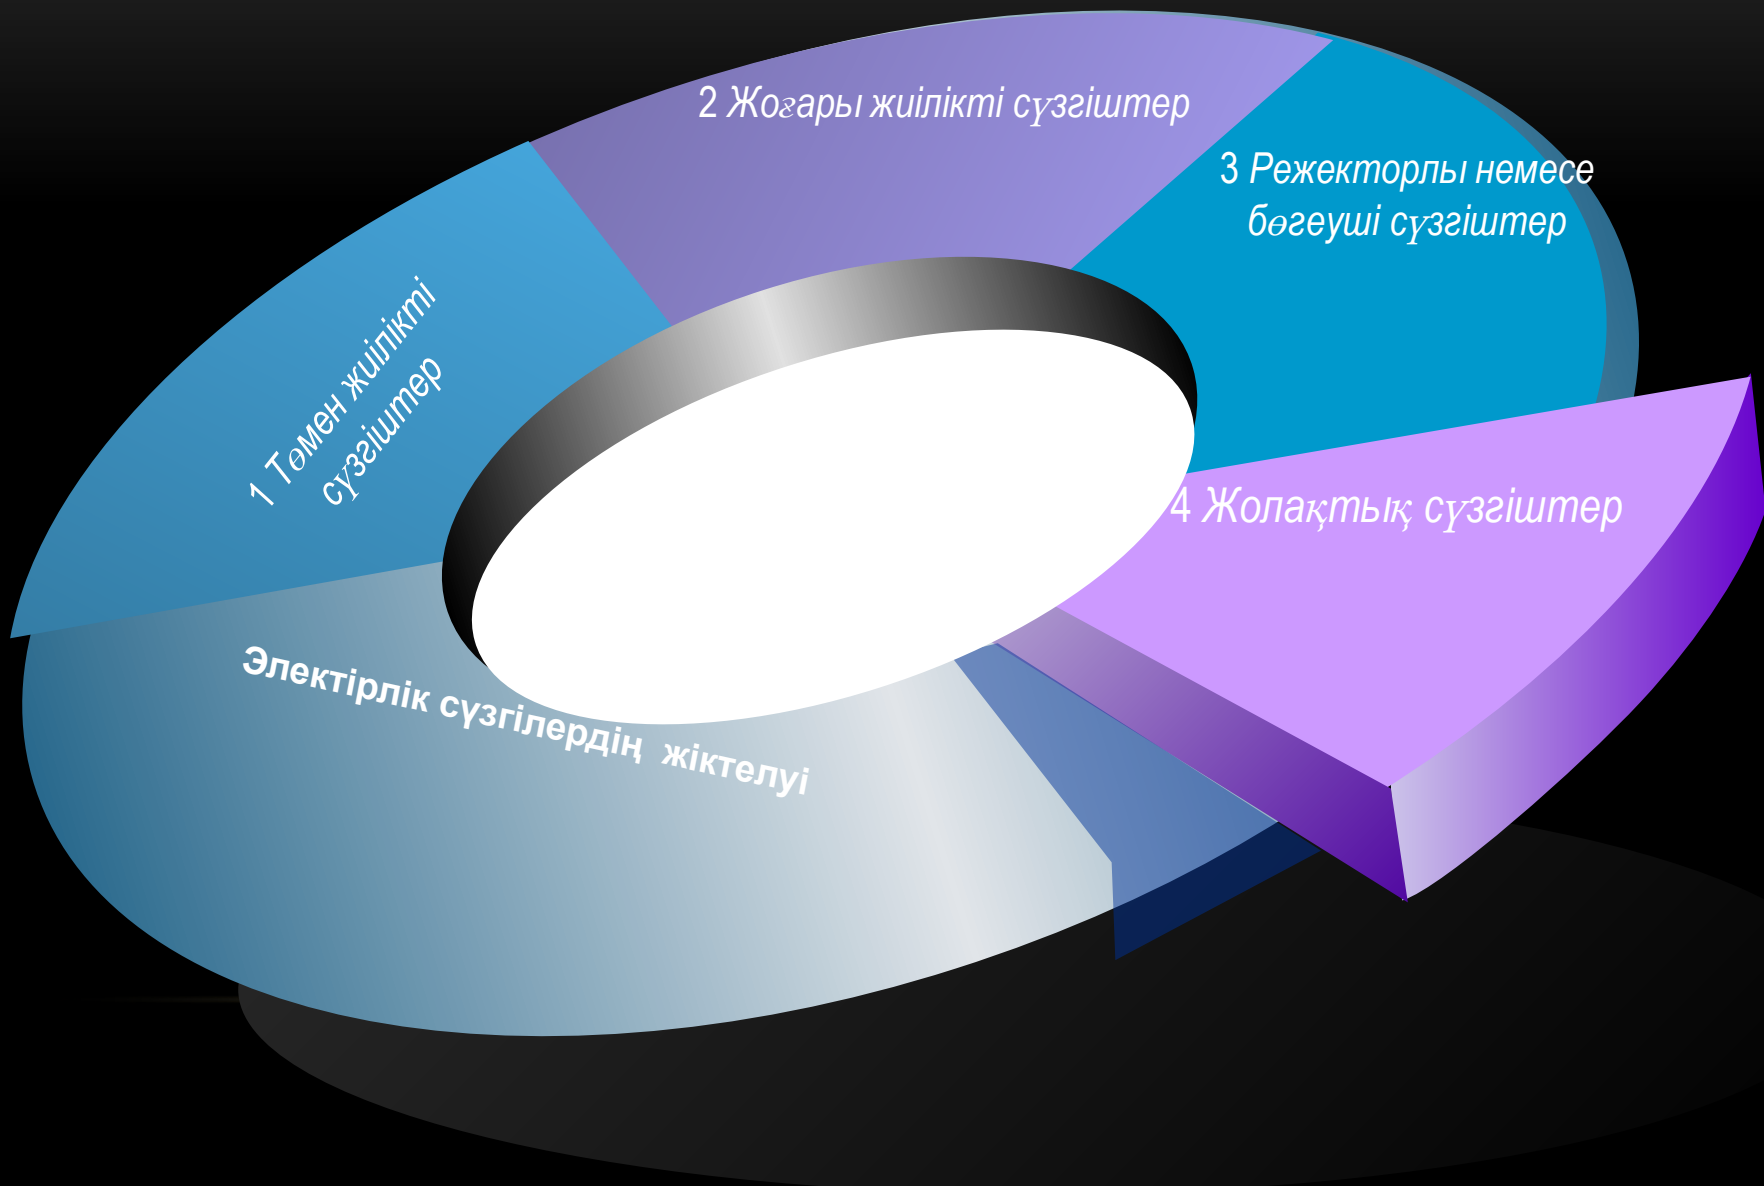 2 Жоғары жиілікті сүзгіштер
3 Режекторлы немесе
бөгеуші сүзгіштер
1 Төмен жиілікті
сүзгіштер
4 Жолақтық сүзгіштер
Электірлік сүзгілердің жіктелуі